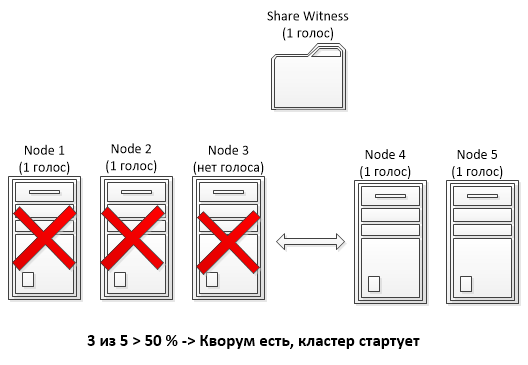 Share Witness
(1 голос)
Node 1
(1 голос)
Node 2
(1 голос)
Node 3
(нет голоса)
Node 4
(1 голос)
Node 5
(1 голос)
3 из 5 > 50 % -> Кворум есть, кластер стартует